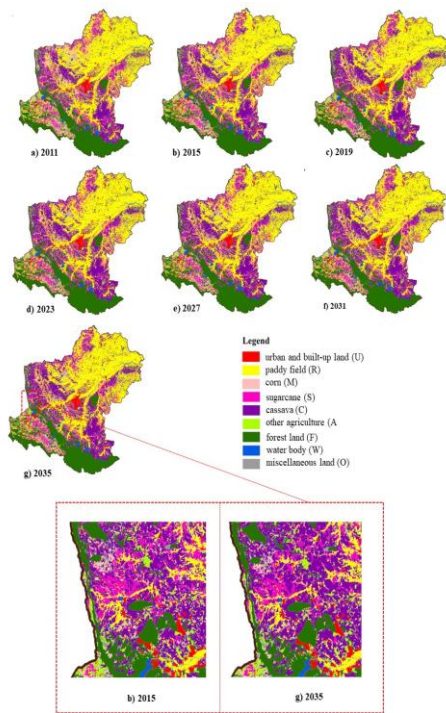 a) 2011
b) 2015
c) 2019
d) 2023
e) 2027
f) 2031
g) 2035
Legend
urban and built-up land (U)
paddy field (R)
corn (M)
sugarcane (S)
cassava (C)
other agriculture (A
forest land (F)
water body (W)
miscellaneous land (O)
b) 2015
g) 2035